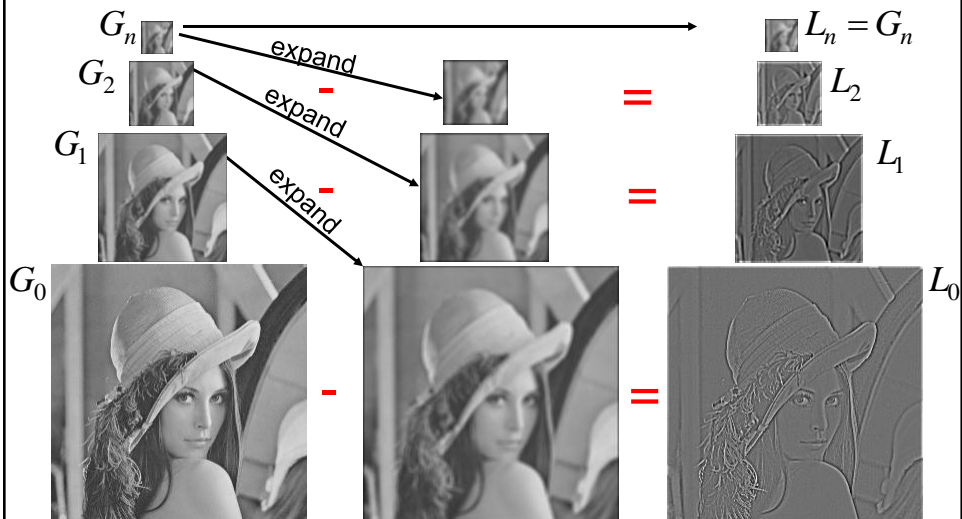 Gₙ Lₙ = Gₙ
expand
G₂ - = L₂
expand
G₁ - = L₁
expand
G₀ L₀
- =